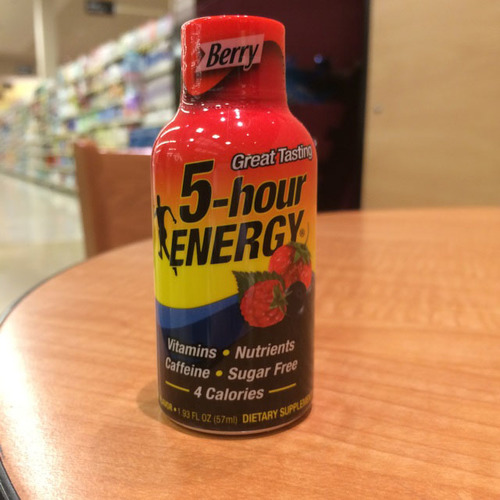 Berry
Great Tasting
5-hour
ENERGY
Vitamins • Nutrients
Caffeine • Sugar Free
4 Calories
• 1.93 FL OZ (57ml) DIETARY SUPPLEMENT